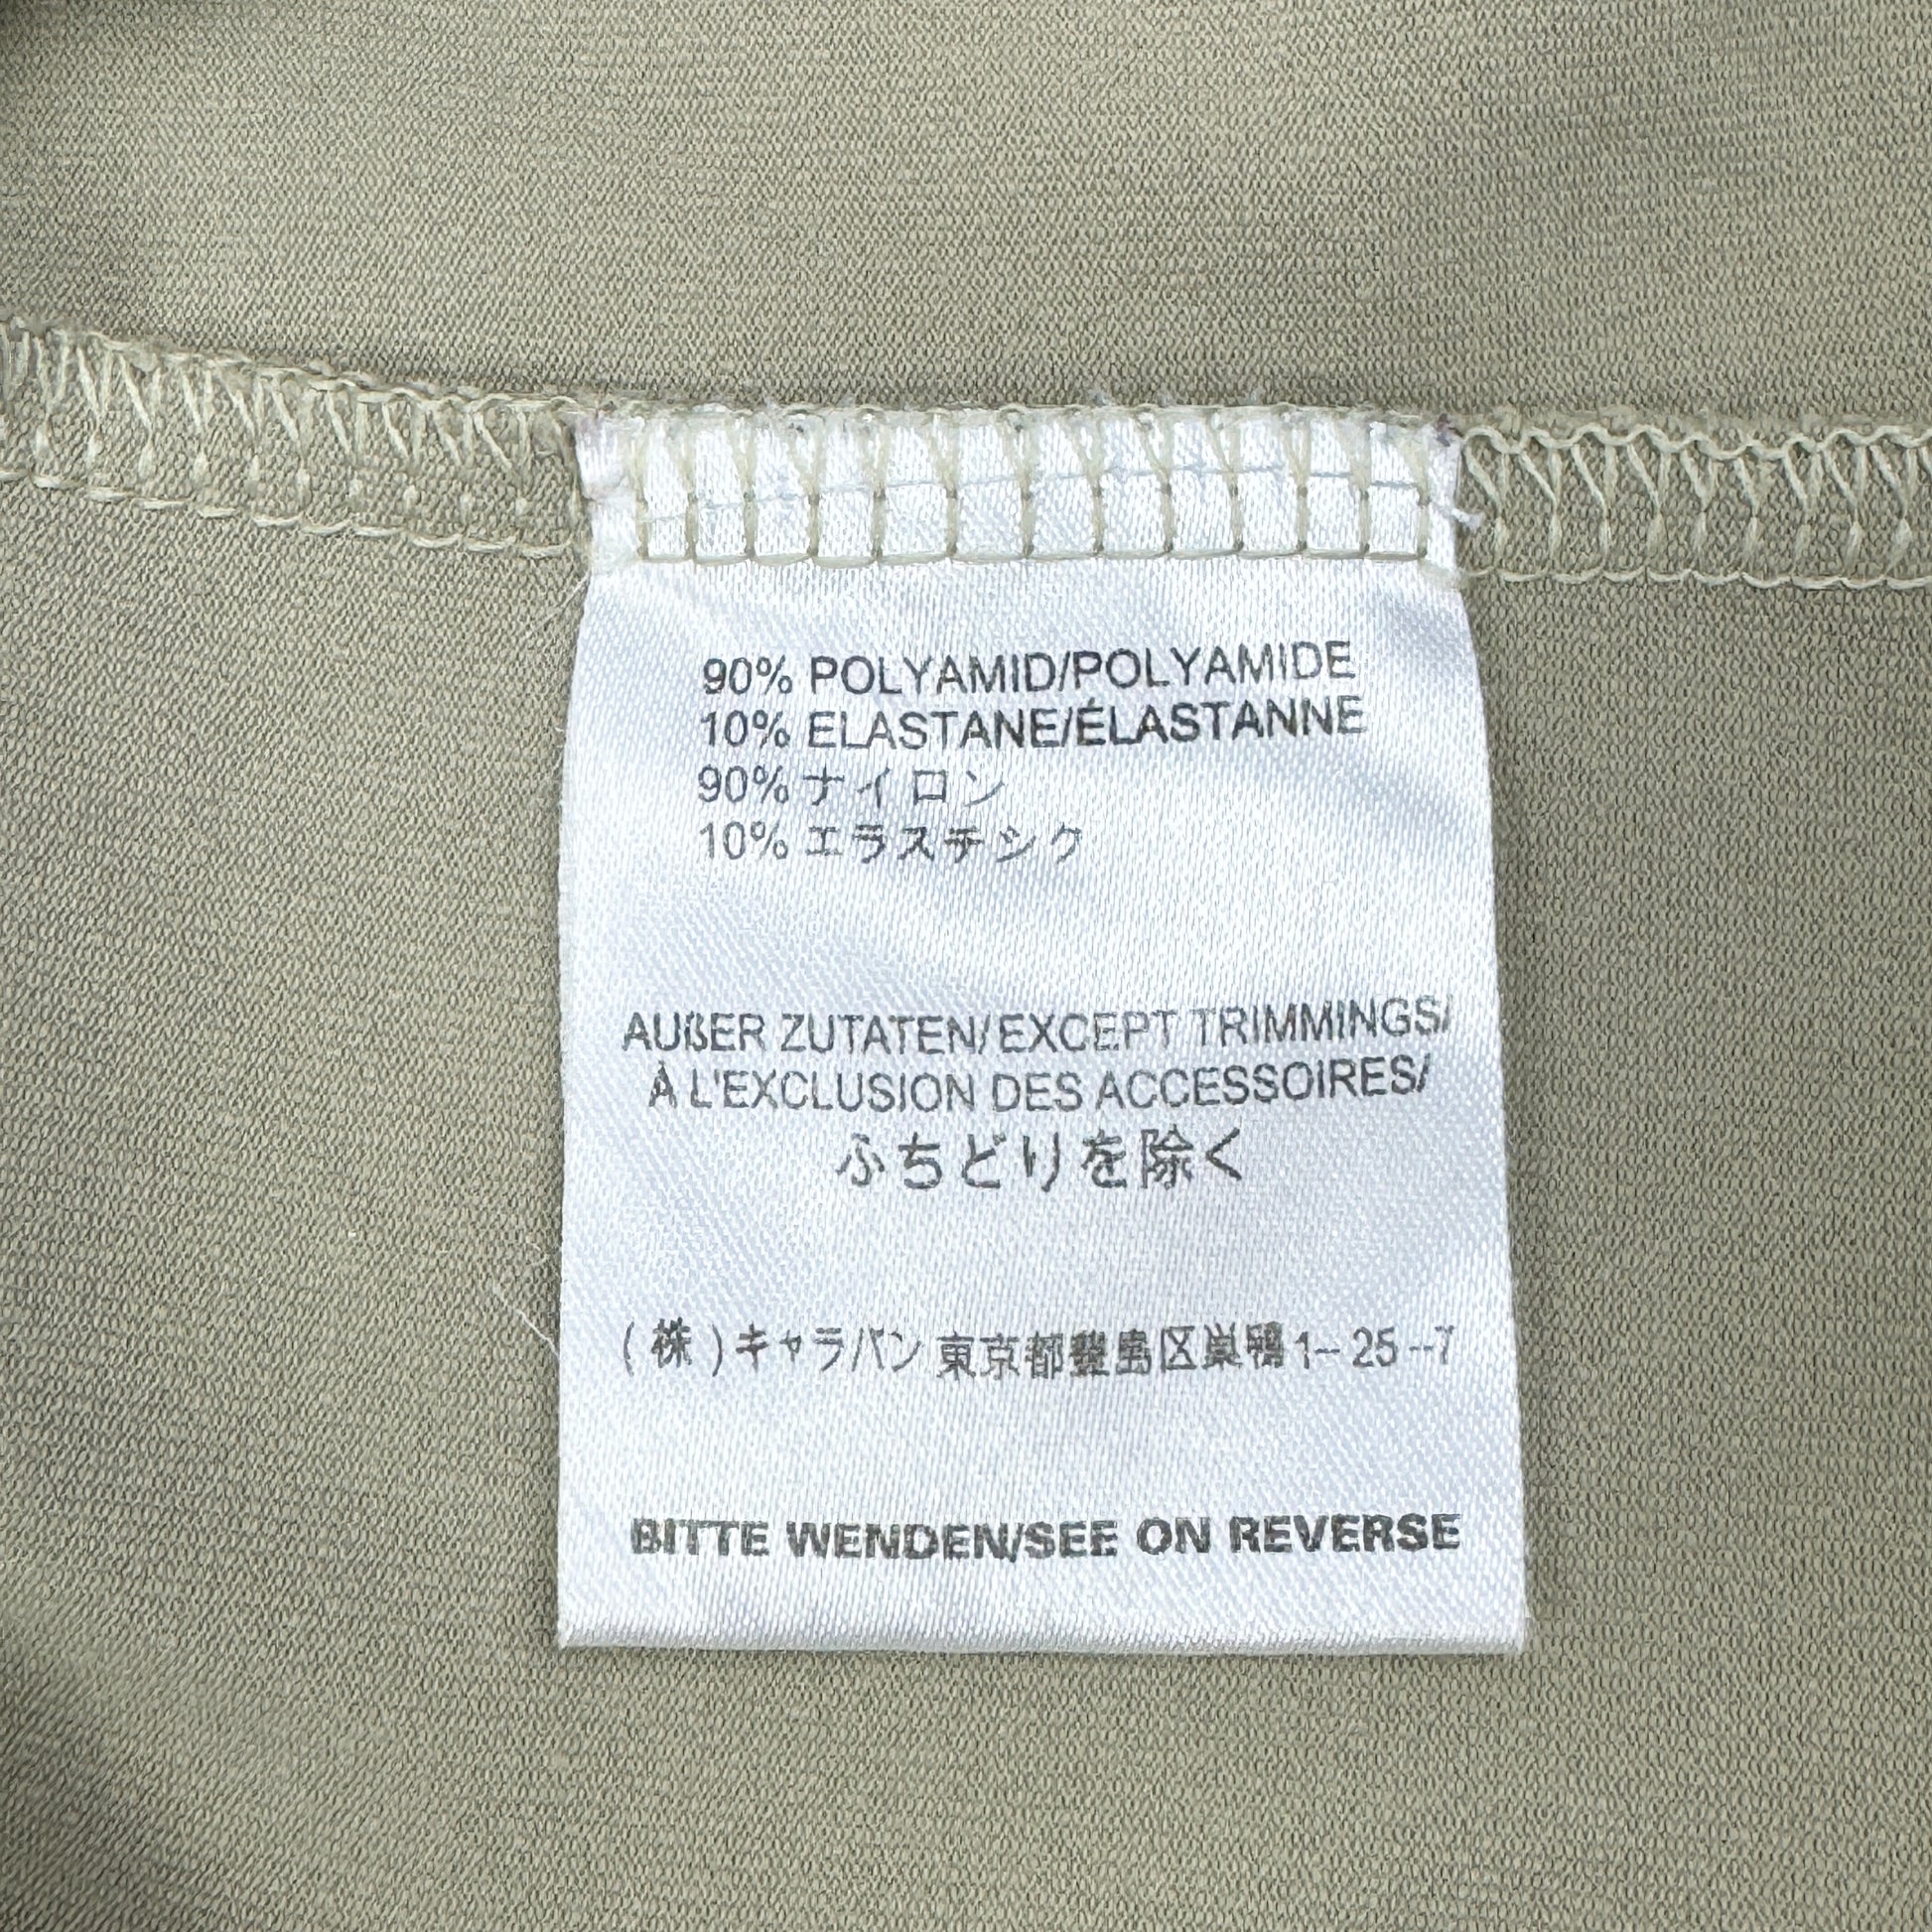 90% POLYAMID/POLYAMIDE
10% ELASTANE/ÉLASTANNE
90% ナイロン
10% エラスチシク
AUßER ZUTATEN/EXCEPT TRIMMINGS/
À L'EXCLUSION DES ACCESSOIRES/
ふちどりを除く
(株)キャラバン 東京都豊島区巣鴨1-25-7
BITTE WENDEN/SEE ON REVERSE